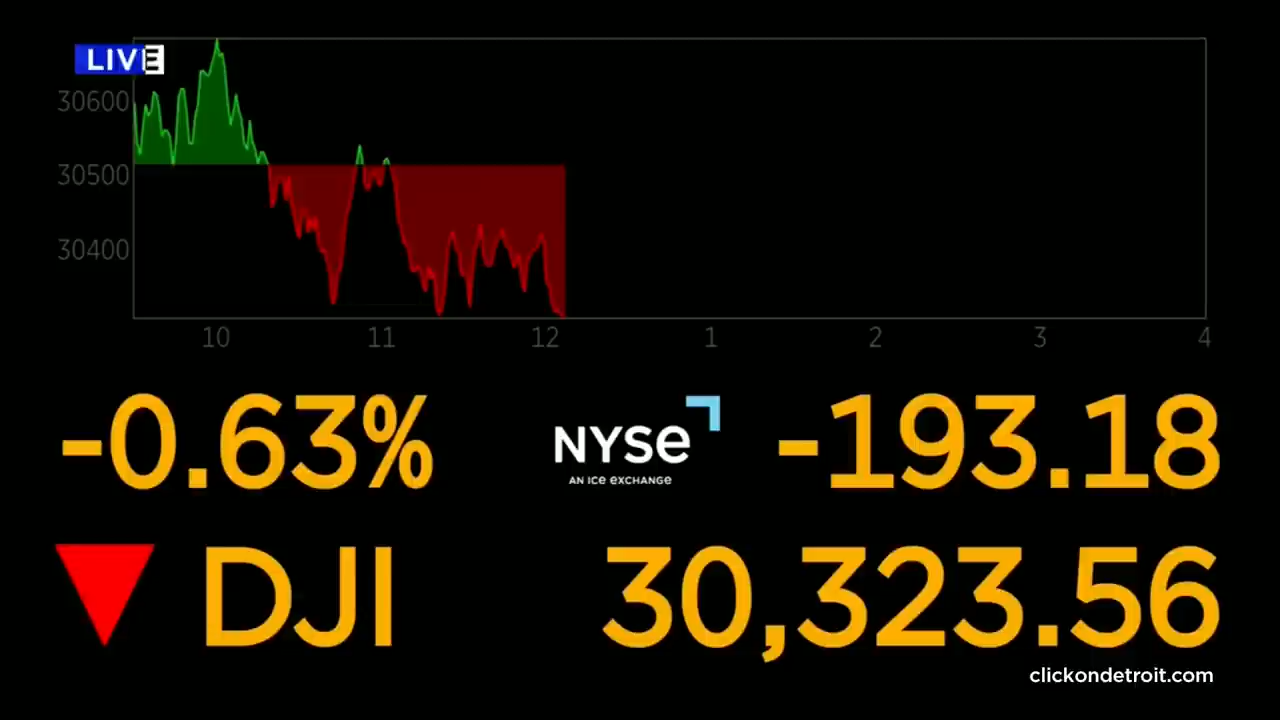 LIVE
30600
30500
30400
10 11 12 1 2 3 4
-0.63% NYSE -193.18
AN ICE EXCHANGE
DJI 30,323.56
clickondetroit.com